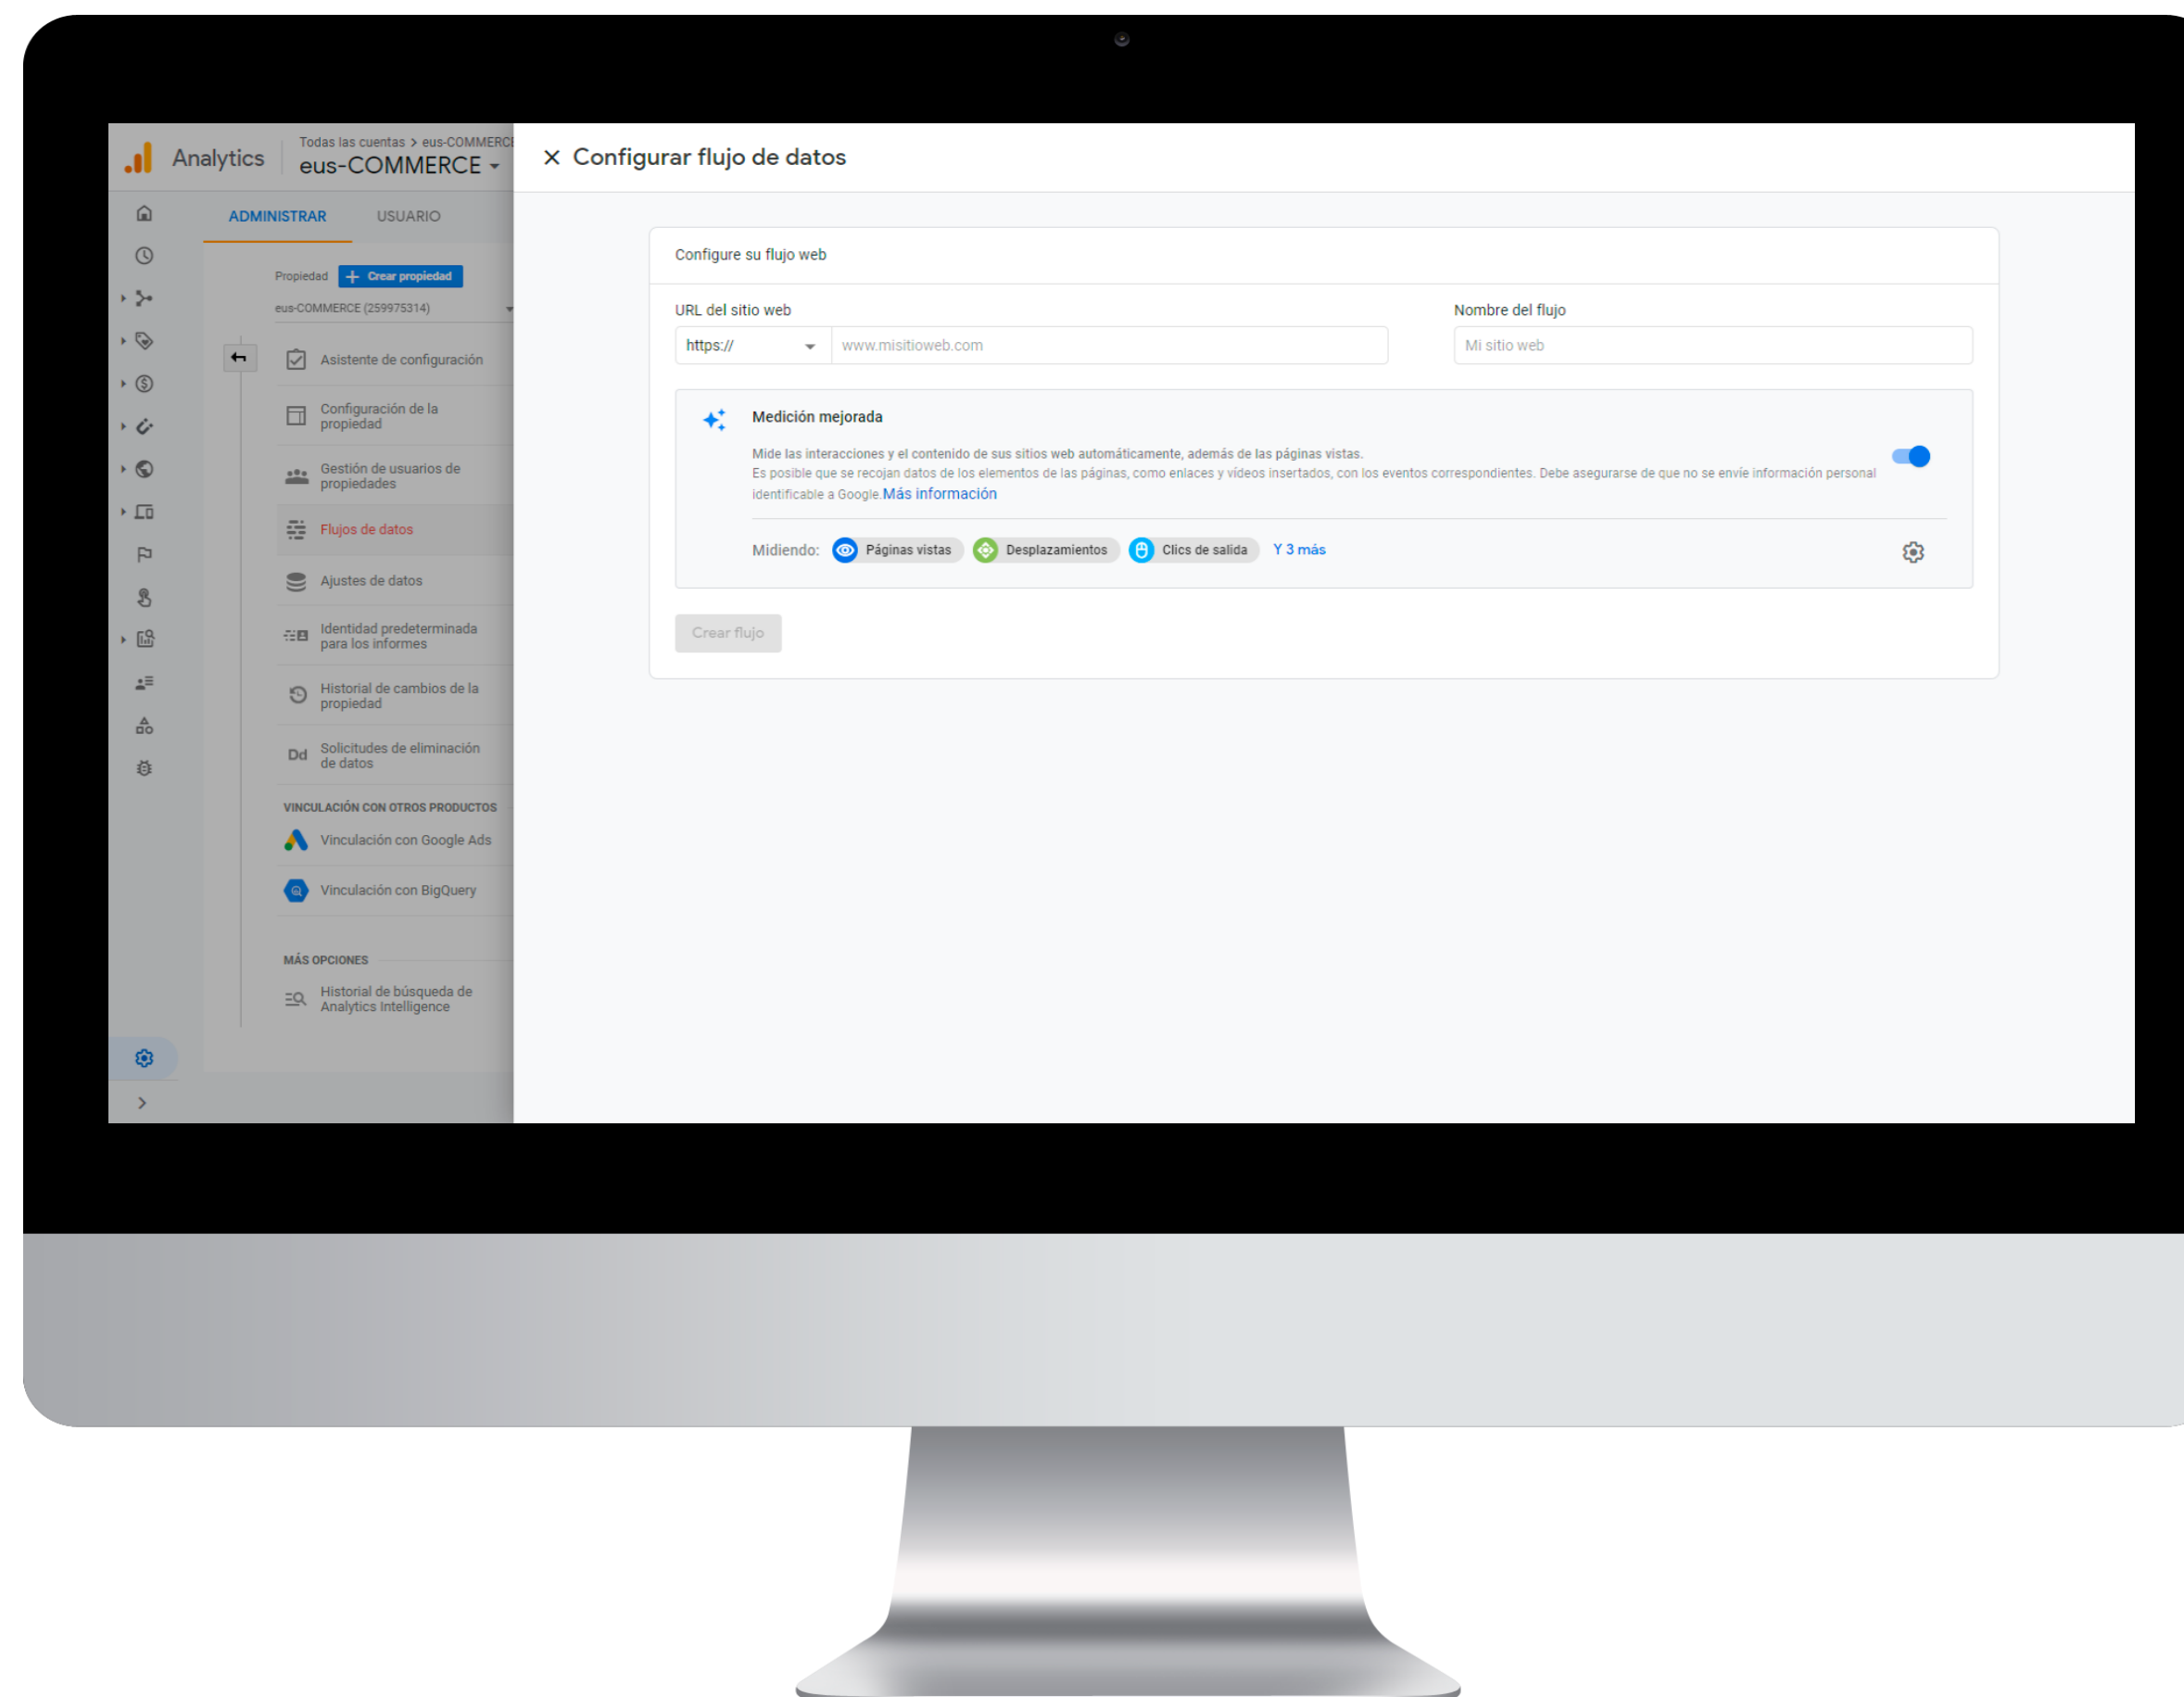 Analytics
Todas las cuentas > eus-COMMERCE
eus-COMMERCE
ADMINISTRAR
USUARIO
Propiedad
Crear propiedad
eus-COMMERCE (259975314)
Asistente de configuración
Configuración de la
propiedad
Gestión de usuarios de
propiedades
Flujos de datos
Ajustes de datos
Identidad predeterminada
para los informes
Historial de cambios de la
propiedad
Dd
Solicitudes de eliminación
de datos
VINCULACIÓN CON OTROS PRODUCTOS
Vinculación con Google Ads
Vinculación con BigQuery
MÁS OPCIONES
Historial de búsqueda de
Analytics Intelligence
Configurar flujo de datos
Configure su flujo web
URL del sitio web
https://
www.misitioweb.com
Nombre del flujo
Mi sitio web
Medición mejorada
Mide las interacciones y el contenido de sus sitios web automáticamente, además de las páginas vistas.
Es posible que se recojan datos de los elementos de las páginas, como enlaces y vídeos insertados, con los eventos correspondientes. Debe asegurarse de que no se envíe información personal
identificable a Google.Más información
Midiendo: Páginas vistas Desplazamientos Clics de salida Y 3 más
Crear flujo